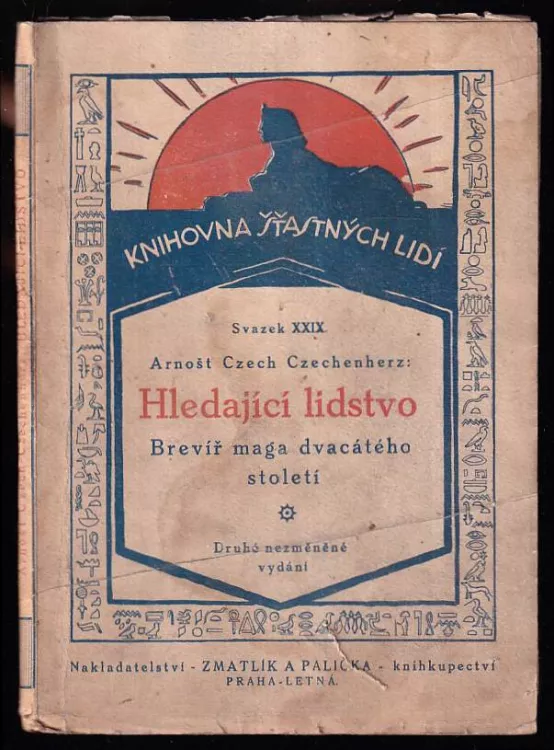 KNIHOVNA ŠŤASTNÝCH LIDÍ
Svazek XXIX.
Arnošt Czech Czechenherz:
Hledající lidstvo
Brevíř maga dvacátého
století
Druhé nezměněné
vydání
Nakladatelství - ZMATLÍK A PALIČKA - knihkupectví
PRAHA-LETNÁ.